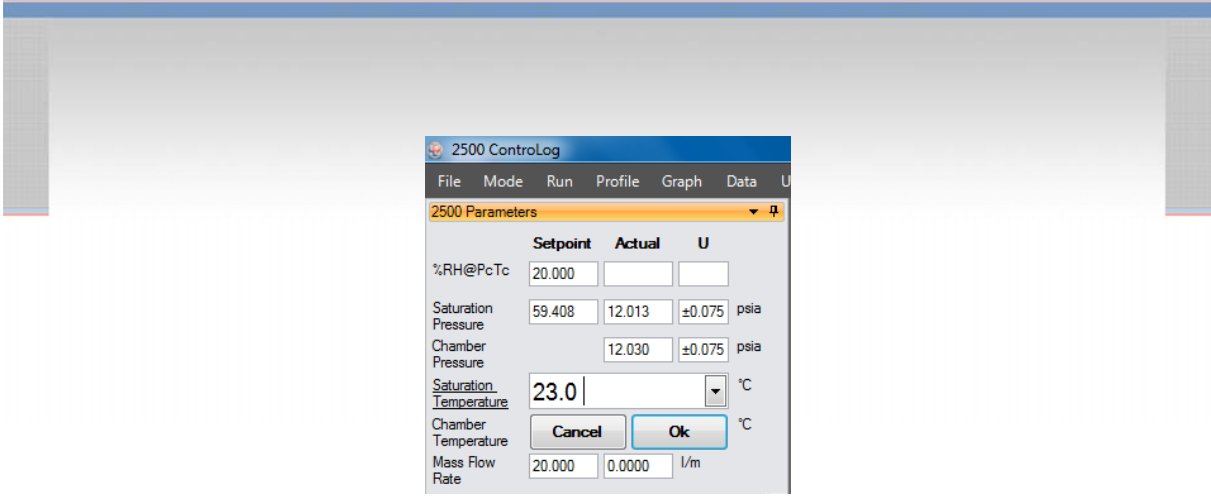 2500 ControLog
File Mode Run Profile Graph Data U
2500 Parameters
Setpoint Actual U
%RH@PcTc 20.000
Saturation Pressure 59.408 12.013 ±0.075 psia
Chamber Pressure 12.030 ±0.075 psia
Saturation Temperature 23.0 °C
Chamber Temperature Cancel Ok °C
Mass Flow Rate 20.000 0.0000 l/m